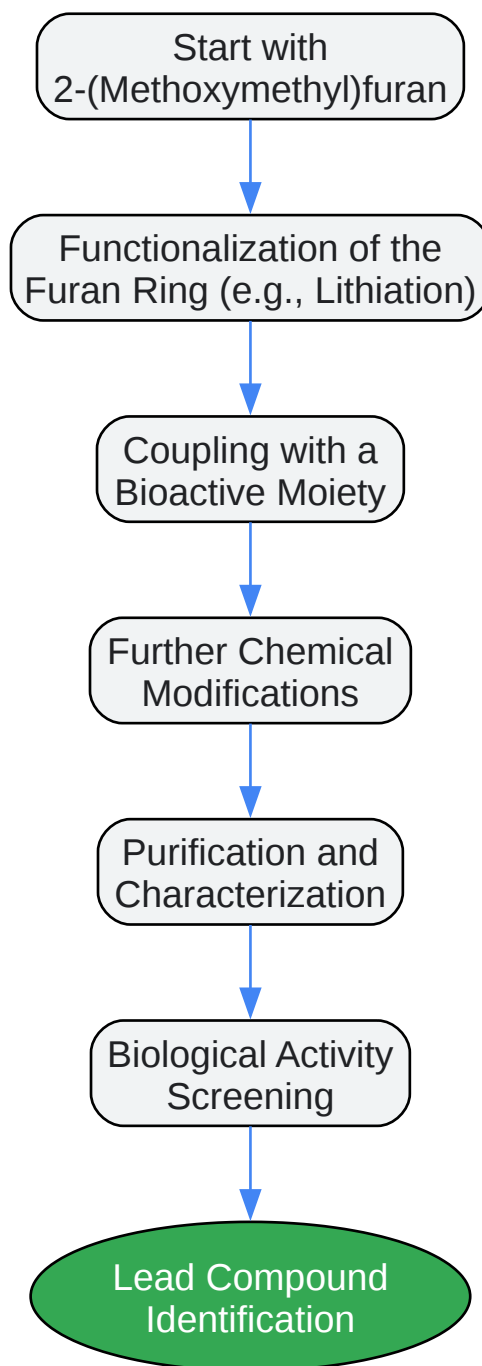 Start with
2-(Methoxymethyl)furan
Functionalization of the
Furan Ring (e.g., Lithiation)
Coupling with a
Bioactive Moiety
Further Chemical
Modifications
Purification and
Characterization
Biological Activity
Screening
Lead Compound
Identification